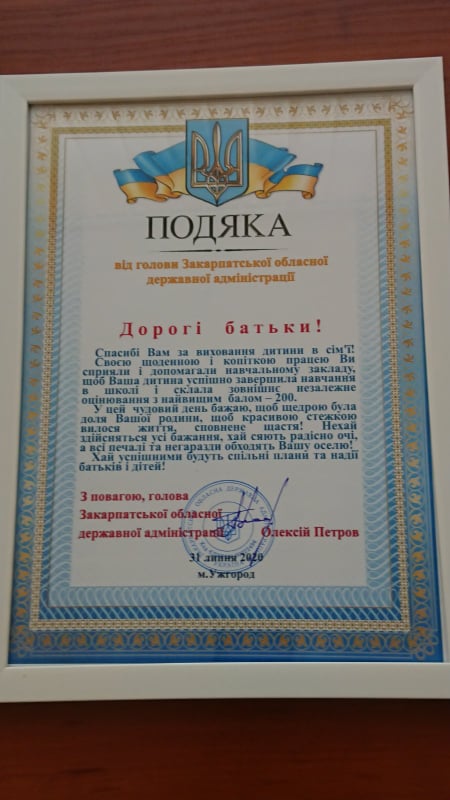 ПОДЯКА
від голови Закарпатської обласної
державної адміністрації
Дорогі батьки!
Спасибі Вам за виховання дитини в сім'ї!
Своєю щоденною і копіткою працею Ви
сприяли і допомагали навчальному закладу,
щоб Ваша дитина успішно завершила навчання
в школі і склала зовнішнє незалежне
оцінювання з найвищим балом – 200.
У цей чудовий день бажаю, щоб щедрою була
доля Вашої родини, щоб красивою стежкою
вилося життя, сповнене щастя! Нехай
здійсняться усі бажання, хай сяють радісно очі,
а всі печалі та негаразди обходять Вашу оселю!
Хай успішними будуть спільні плани та надії
батьків і дітей!
З повагою, голова
Закарпатської обласної
державної адміністрації Олексій Петров
31 липня 2020
м.Ужгород